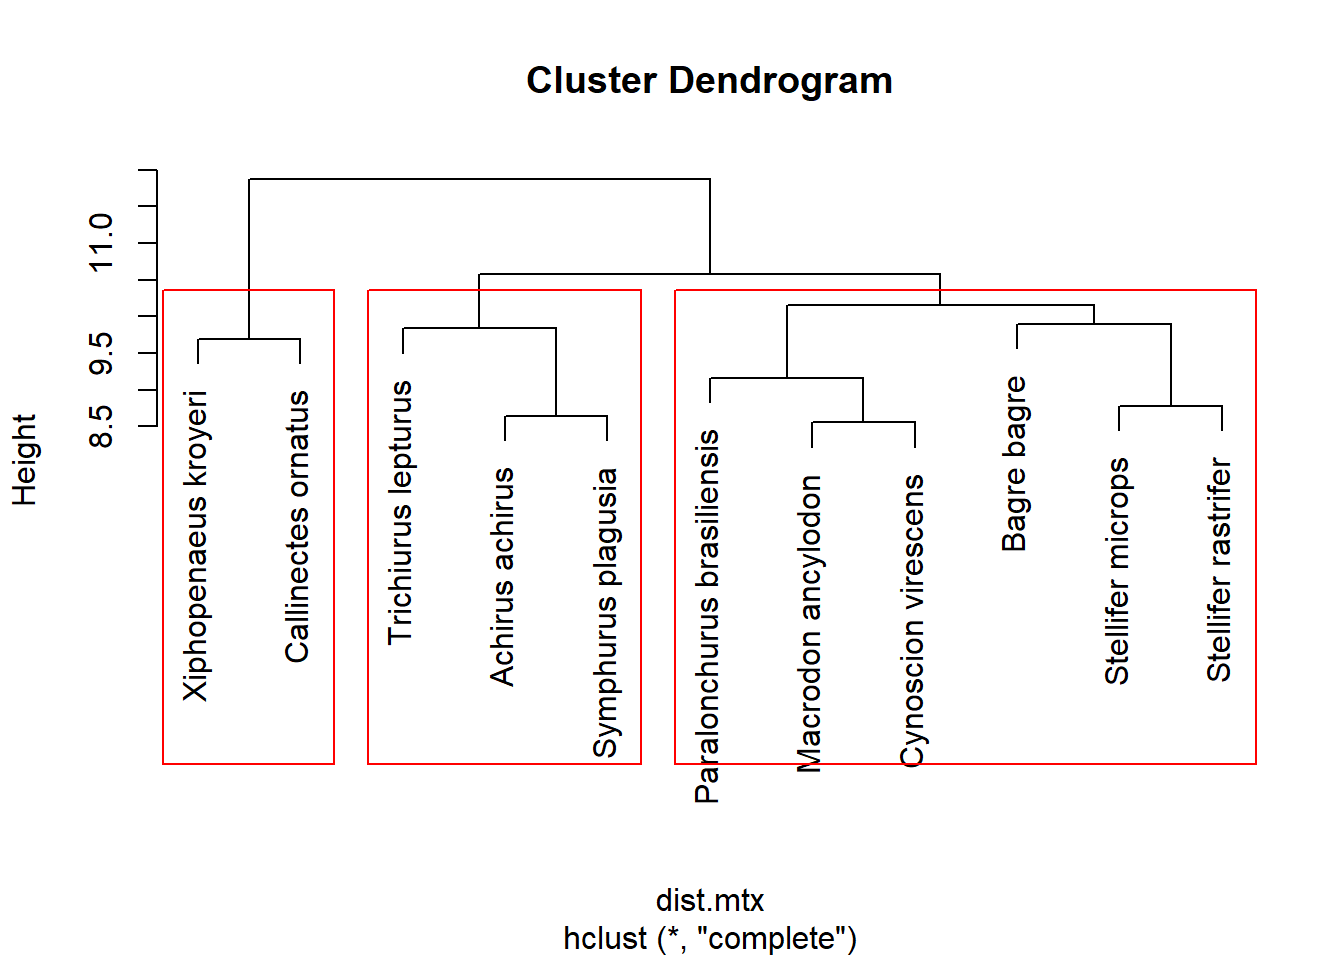 Cluster Dendrogram
Height
11.0
9.5
8.5
Xiphopenaeus kroyeri
Callinectes ornatus
Trichiurus lepturus
Achirus achirus
Symphurus plagusia
Paralonchurus brasiliensis
Macrodon ancylodon
Cynoscion virescens
Bagre bagre
Stellifer microps
Stellifer rastrifer
dist.mtx
hclust (*, "complete")